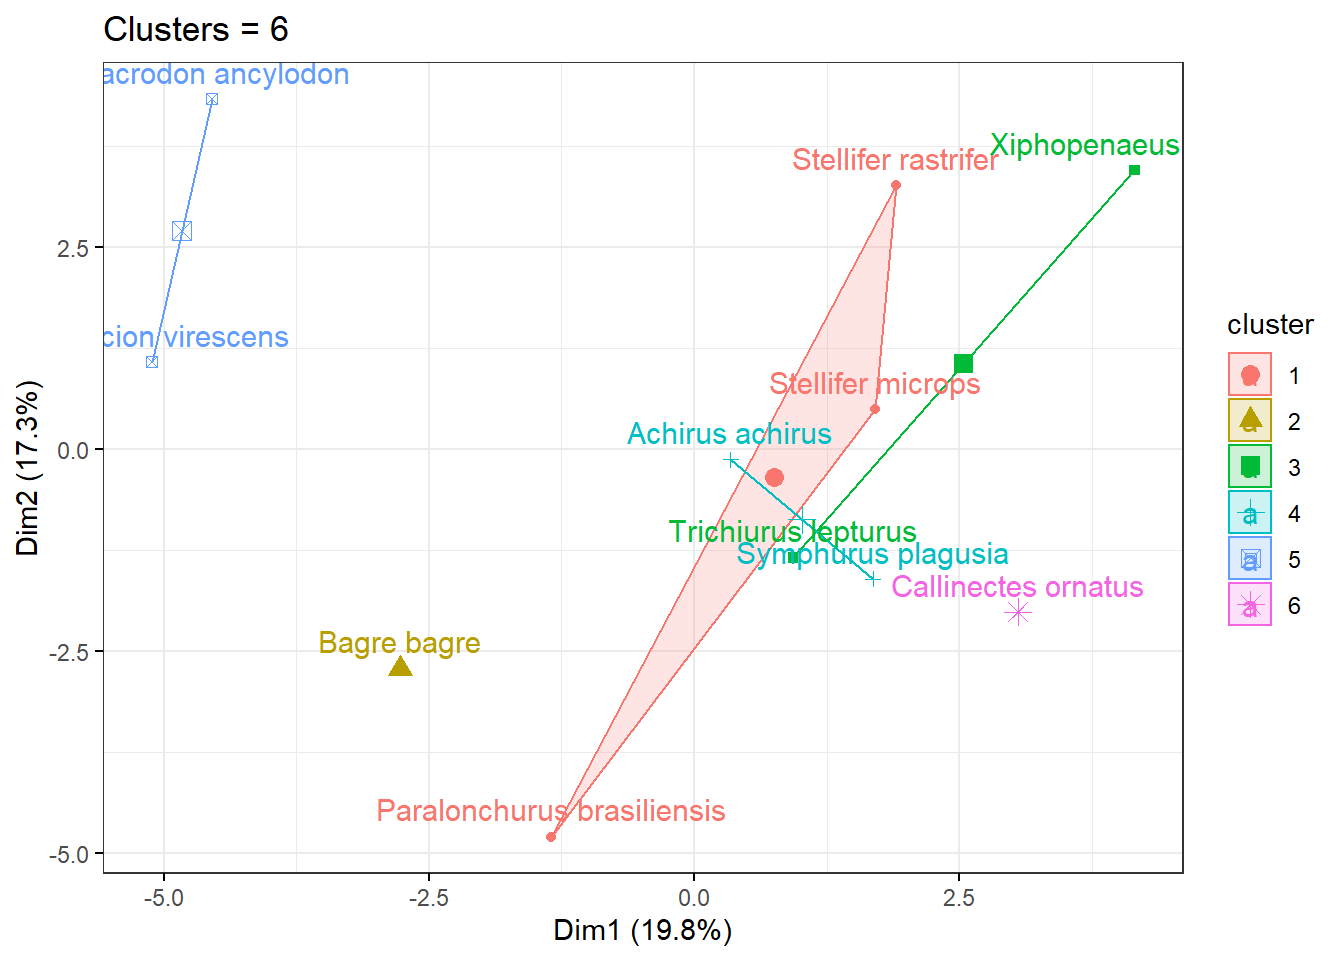 Clusters = 6
acrodon ancylodon
Xiphopenaeus
Stellifer rastrifer
cion virescens
Stellifer microps
Achirus achirus
Trichiurus lepturus
Symphurus plagusia
Callinectes ornatus
Bagre bagre
Paralonchurus brasiliensis
2.5
0.0
-2.5
-5.0
Dim2 (17.3%)
-5.0
-2.5
0.0
2.5
Dim1 (19.8%)
cluster
a 1
a 2
a 3
a 4
a 5
a 6